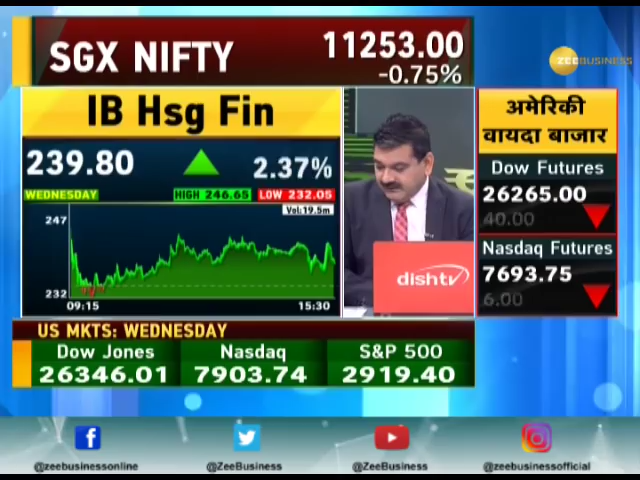 SGX NIFTY
11253.00
-0.75%
ZEEBUSINESS
IB Hsg Fin
239.80
2.37%
WEDNESDAY
HIGH 246.65
LOW 232.05
Vol:19.5m
247
232
09:15
15:30
dishtv
अमेरिकी
वायदा बाजार
Dow Futures
26265.00
40.00
Nasdaq Futures
7693.75
6.00
US MKTS: WEDNESDAY
Dow Jones
26346.01
Nasdaq
7903.74
S&P 500
2919.40
@zeebusinessonline
@ZeeBusiness
@ZeeBusiness
@zeebusinessofficial